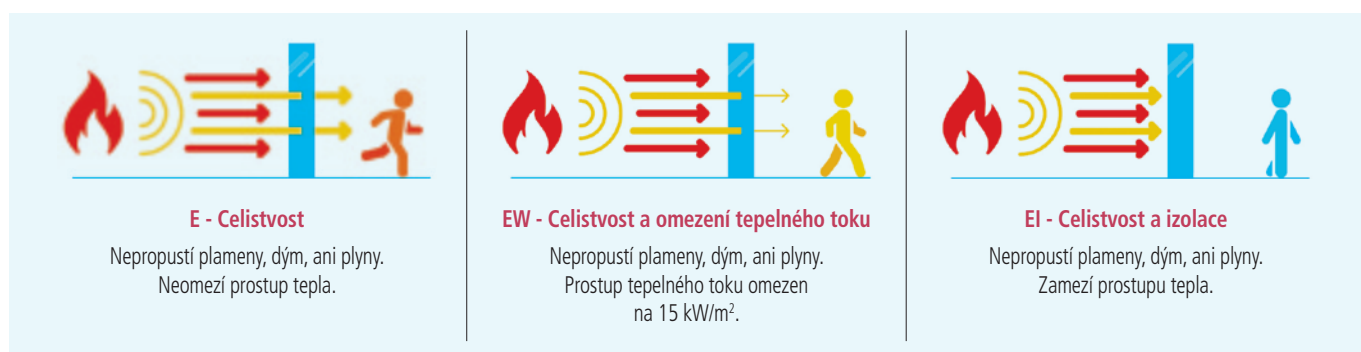 E - Celistvost
Nepropustí plameny, dým, ani plyny.
Neomezí prostup tepla.
EW - Celistvost a omezení tepelného toku
Nepropustí plameny, dým, ani plyny.
Prostup tepelného toku omezen
na 15 kW/m².
EI - Celistvost a izolace
Nepropustí plameny, dým, ani plyny.
Zamezí prostupu tepla.